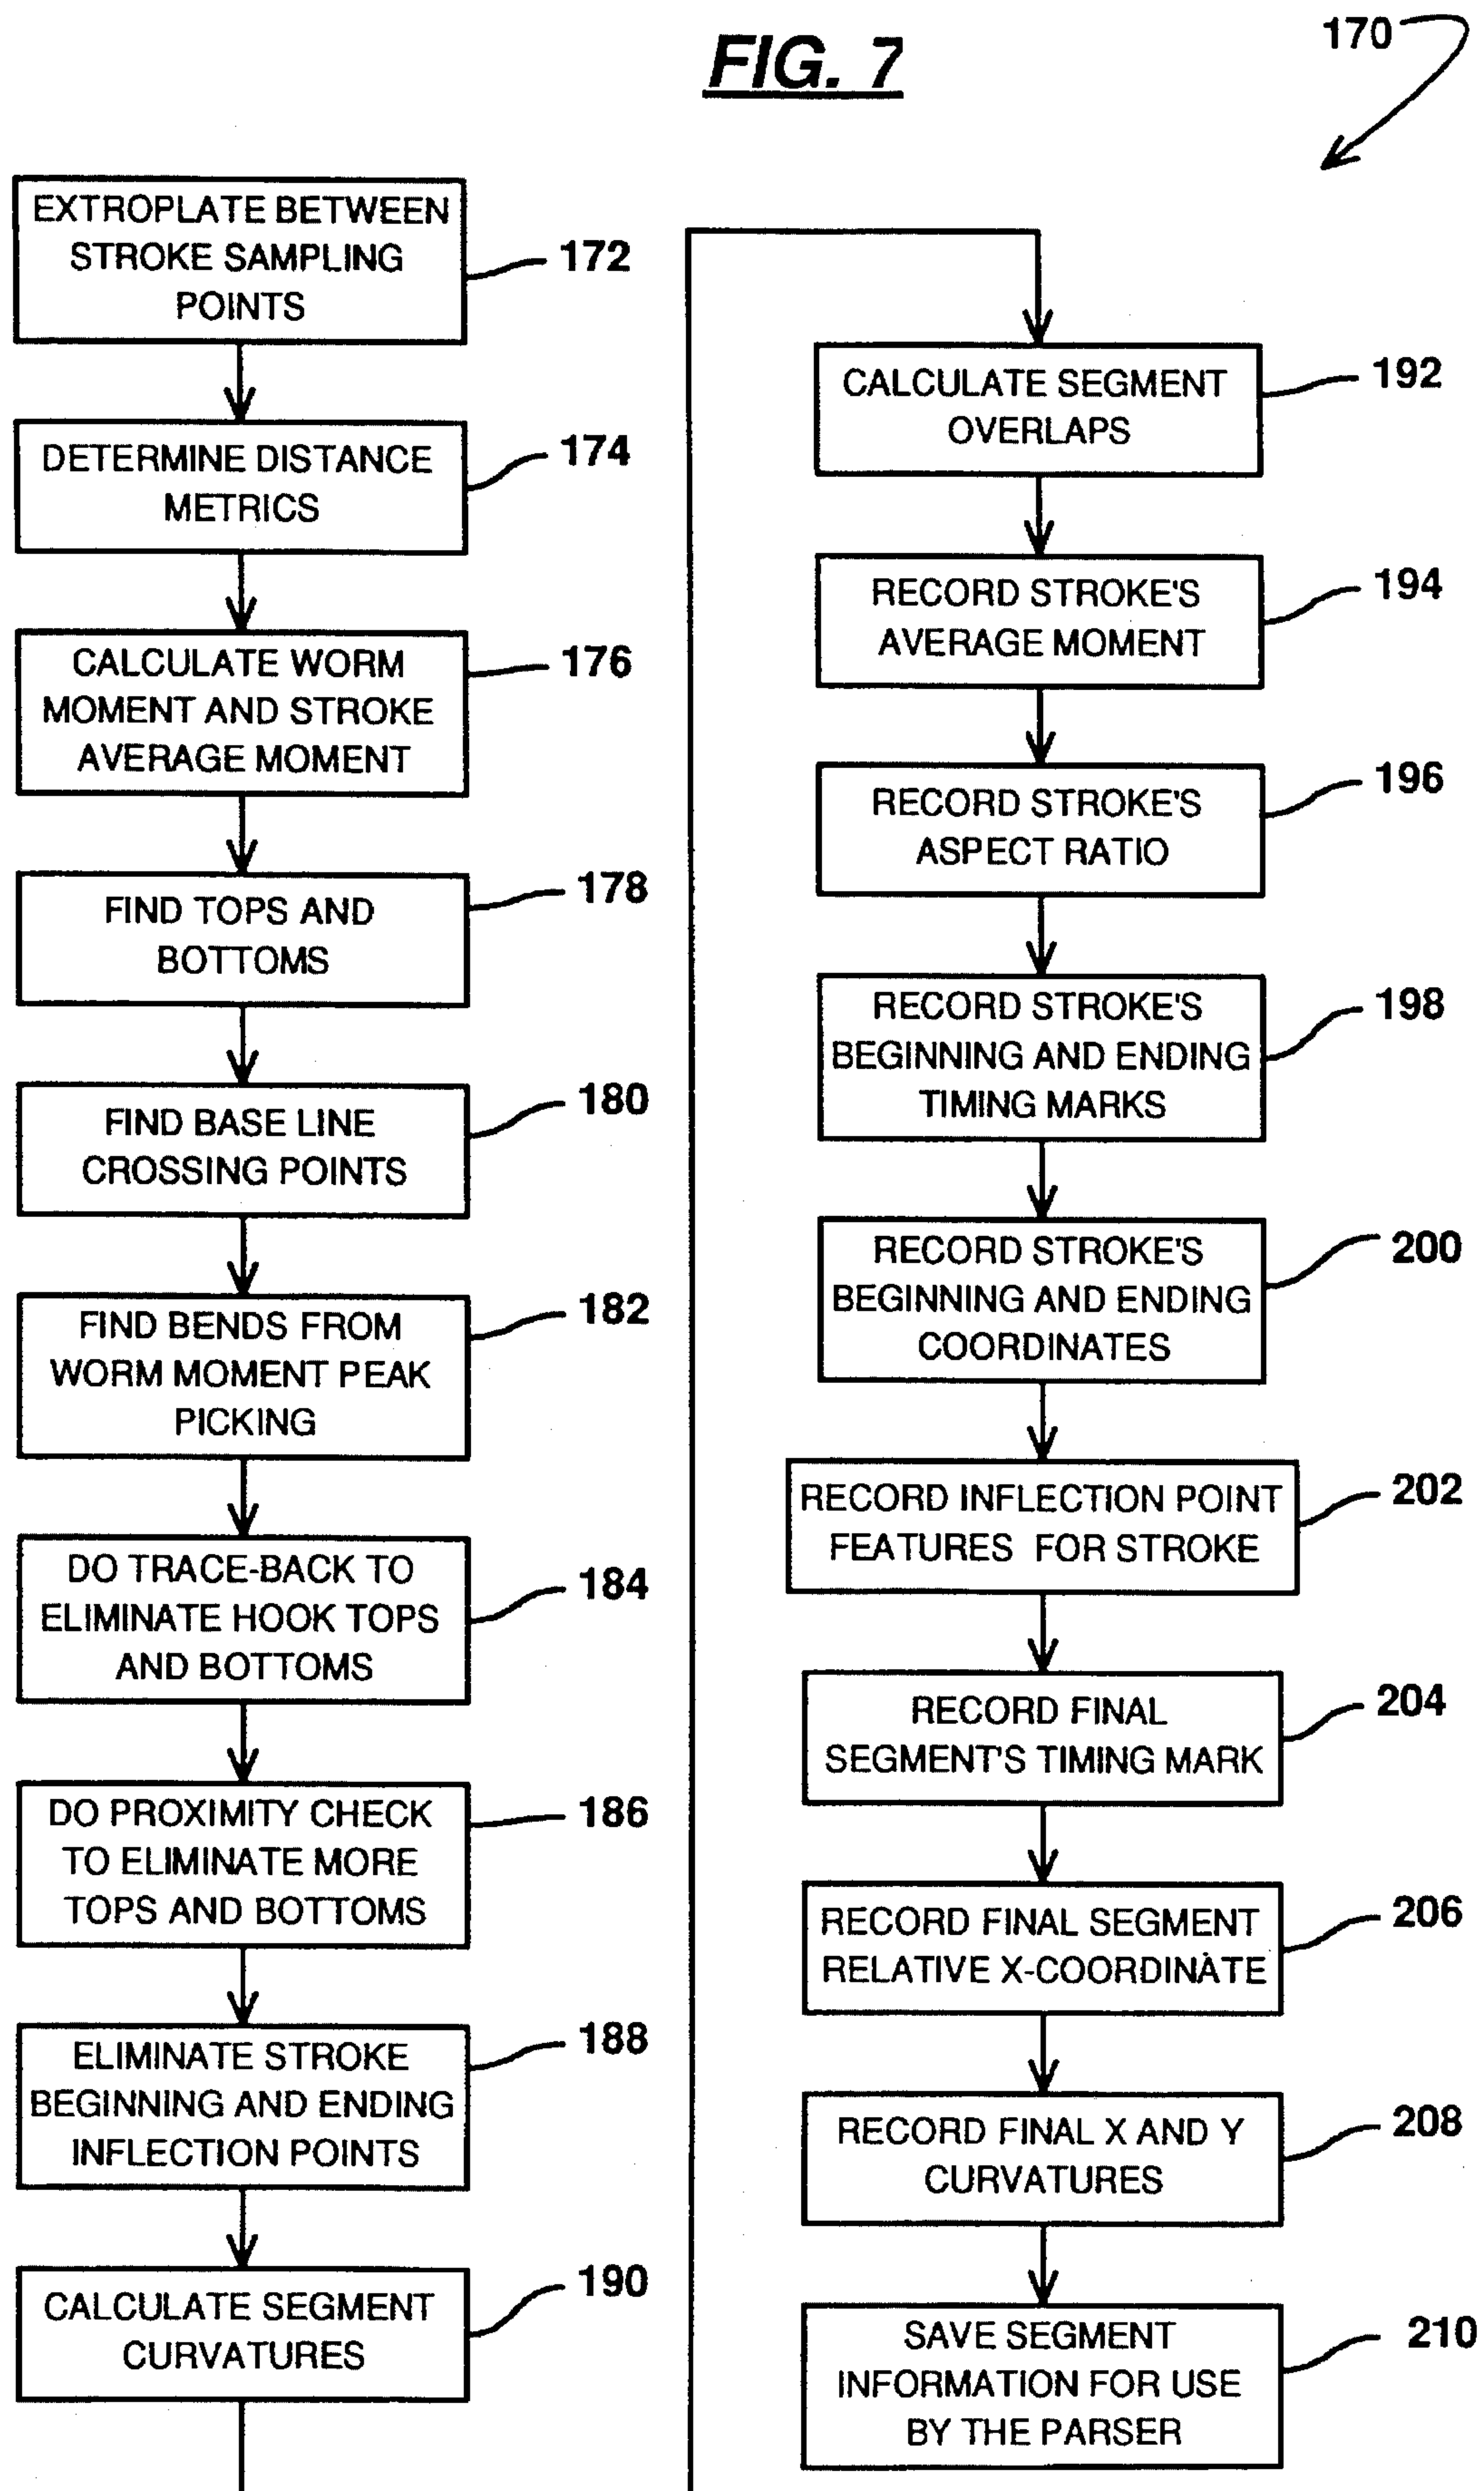 FIG. 7
170
EXTROPLATE BETWEEN
STROKE SAMPLING
POINTS
172
DETERMINE DISTANCE
METRICS
174
CALCULATE WORM
MOMENT AND STROKE
AVERAGE MOMENT
176
FIND TOPS AND
BOTTOMS
178
FIND BASE LINE
CROSSING POINTS
180
FIND BENDS FROM
WORM MOMENT PEAK
PICKING
182
DO TRACE-BACK TO
ELIMINATE HOOK TOPS
AND BOTTOMS
184
DO PROXIMITY CHECK
TO ELIMINATE MORE
TOPS AND BOTTOMS
186
ELIMINATE STROKE
BEGINNING AND ENDING
INFLECTION POINTS
188
CALCULATE SEGMENT
CURVATURES
190
CALCULATE SEGMENT
OVERLAPS
192
RECORD STROKE'S
AVERAGE MOMENT
194
RECORD STROKE'S
ASPECT RATIO
196
RECORD STROKE'S
BEGINNING AND ENDING
TIMING MARKS
198
RECORD STROKE'S
BEGINNING AND ENDING
COORDINATES
200
RECORD INFLECTION POINT
FEATURES FOR STROKE
202
RECORD FINAL
SEGMENT'S TIMING MARK
204
RECORD FINAL SEGMENT
RELATIVE X-COORDINATE
206
RECORD FINAL X AND Y
CURVATURES
208
SAVE SEGMENT
INFORMATION FOR USE
BY THE PARSER
210